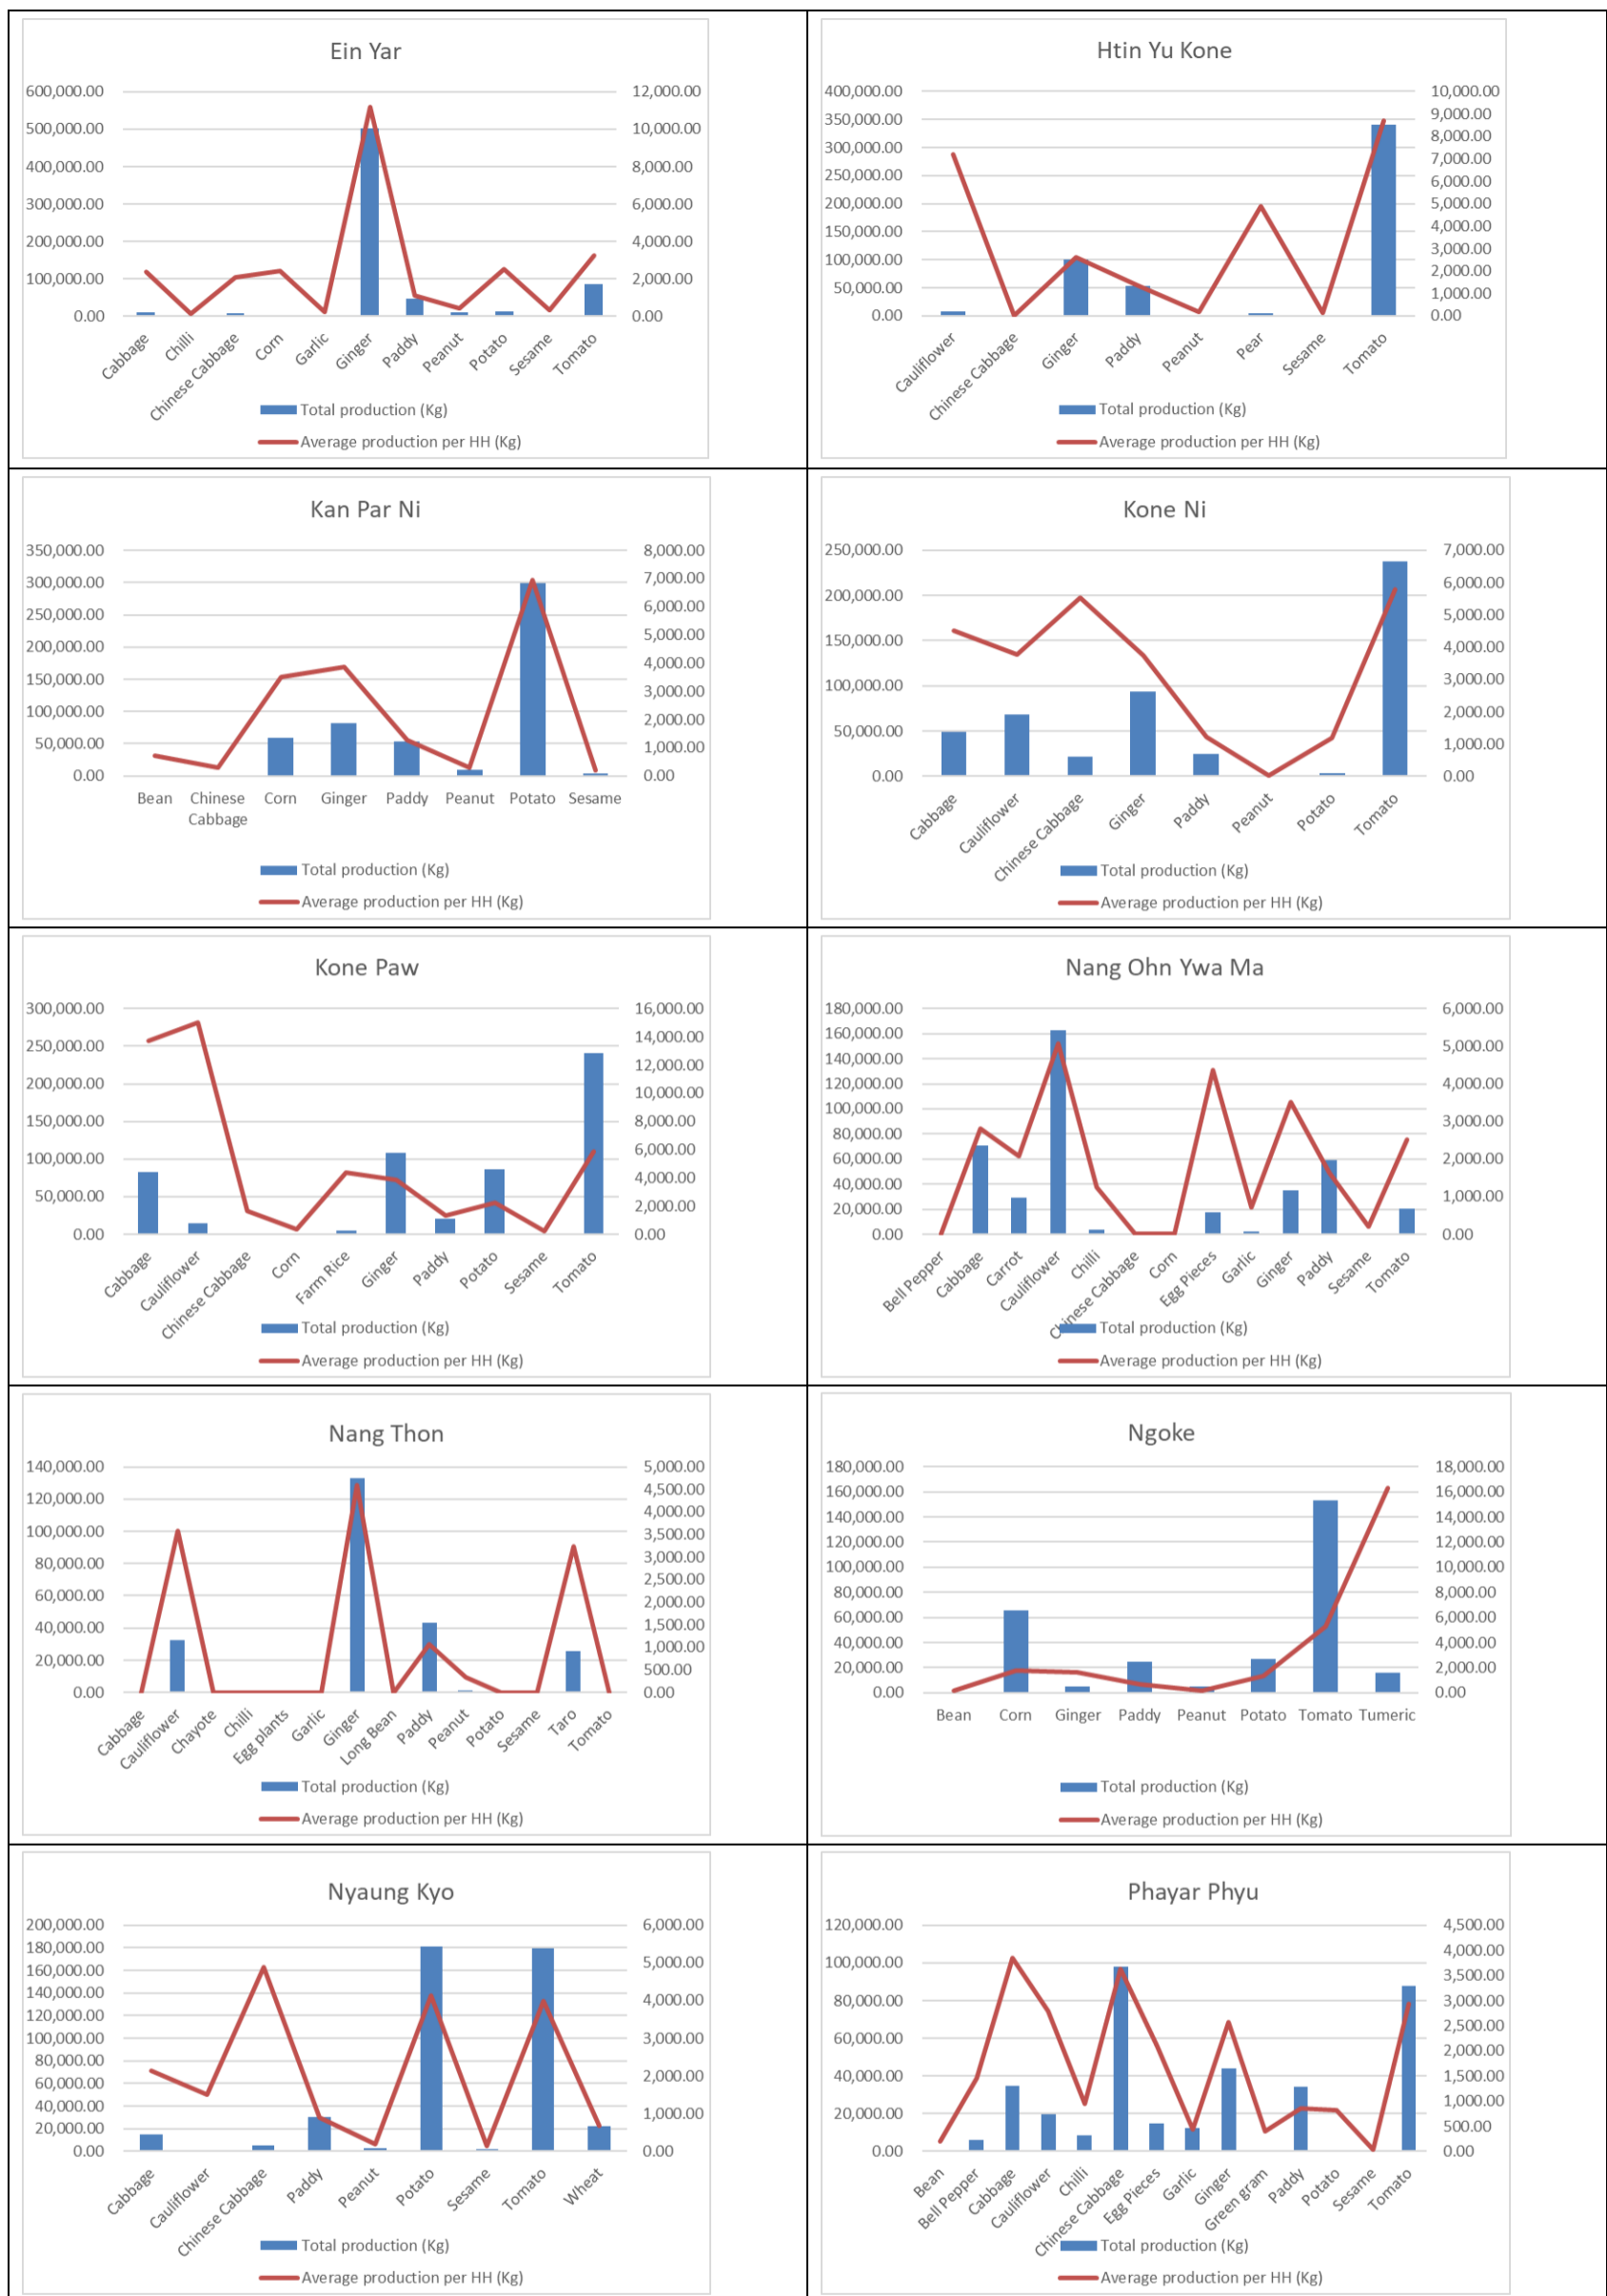 Ein Yar
600,000.00
500,000.00
400,000.00
300,000.00
200,000.00
100,000.00
0.00
12,000.00
10,000.00
8,000.00
6,000.00
4,000.00
2,000.00
0.00
Cabbage
Chilli
Chinese Cabbage
Corn
Garlic
Ginger
Paddy
Peanut
Potato
Sesame
Tomato
Total production (Kg)
Average production per HH (Kg)
Htin Yu Kone
400,000.00
350,000.00
300,000.00
250,000.00
200,000.00
150,000.00
100,000.00
50,000.00
0.00
10,000.00
9,000.00
8,000.00
7,000.00
6,000.00
5,000.00
4,000.00
3,000.00
2,000.00
1,000.00
0.00
Cauliflower
Chinese Cabbage
Ginger
Paddy
Peanut
Pear
Sesame
Tomato
Total production (Kg)
Average production per HH (Kg)
Kan Par Ni
350,000.00
300,000.00
250,000.00
200,000.00
150,000.00
100,000.00
50,000.00
0.00
8,000.00
7,000.00
6,000.00
5,000.00
4,000.00
3,000.00
2,000.00
1,000.00
0.00
Bean
Chinese
Cabbage
Corn
Ginger
Paddy
Peanut
Potato
Sesame
Total production (Kg)
Average production per HH (Kg)
Kone Ni
250,000.00
200,000.00
150,000.00
100,000.00
50,000.00
0.00
7,000.00
6,000.00
5,000.00
4,000.00
3,000.00
2,000.00
1,000.00
0.00
Cabbage
Cauliflower
Chinese Cabbage
Ginger
Paddy
Peanut
Potato
Tomato
Total production (Kg)
Average production per HH (Kg)
Kone Paw
300,000.00
250,000.00
200,000.00
150,000.00
100,000.00
50,000.00
0.00
16,000.00
14,000.00
12,000.00
10,000.00
8,000.00
6,000.00
4,000.00
2,000.00
0.00
Cabbage
Cauliflower
Chinese Cabbage
Corn
Farm Rice
Ginger
Paddy
Potato
Sesame
Tomato
Total production (Kg)
Average production per HH (Kg)
Nang Ohn Ywa Ma
180,000.00
160,000.00
140,000.00
120,000.00
100,000.00
80,000.00
60,000.00
40,000.00
20,000.00
0.00
6,000.00
5,000.00
4,000.00
3,000.00
2,000.00
1,000.00
0.00
Bell Pepper
Cabbage
Carrot
Cauliflower
Chilli
Chinese Cabbage
Corn
Egg Pieces
Garlic
Ginger
Paddy
Sesame
Tomato
Total production (Kg)
Average production per HH (Kg)
Nang Thon
140,000.00
120,000.00
100,000.00
80,000.00
60,000.00
40,000.00
20,000.00
0.00
5,000.00
4,500.00
4,000.00
3,500.00
3,000.00
2,500.00
2,000.00
1,500.00
1,000.00
500.00
0.00
Cabbage
Cauliflower
Chayote
Chilli
Egg plants
Garlic
Ginger
Long Bean
Paddy
Peanut
Potato
Sesame
Taro
Tomato
Total production (Kg)
Average production per HH (Kg)
Ngoke
180,000.00
160,000.00
140,000.00
120,000.00
100,000.00
80,000.00
60,000.00
40,000.00
20,000.00
0.00
18,000.00
16,000.00
14,000.00
12,000.00
10,000.00
8,000.00
6,000.00
4,000.00
2,000.00
0.00
Bean
Corn
Ginger
Paddy
Peanut
Potato
Tomato
Tumeric
Total production (Kg)
Average production per HH (Kg)
Nyaung Kyo
200,000.00
180,000.00
160,000.00
140,000.00
120,000.00
100,000.00
80,000.00
60,000.00
40,000.00
20,000.00
0.00
6,000.00
5,000.00
4,000.00
3,000.00
2,000.00
1,000.00
0.00
Cabbage
Cauliflower
Chinese Cabbage
Paddy
Peanut
Potato
Sesame
Tomato
Wheat
Total production (Kg)
Average production per HH (Kg)
Phayar Phyu
120,000.00
100,000.00
80,000.00
60,000.00
40,000.00
20,000.00
0.00
4,500.00
4,000.00
3,500.00
3,000.00
2,500.00
2,000.00
1,500.00
1,000.00
500.00
0.00
Bean
Bell Pepper
Cabbage
Cauliflower
Chilli
Chinese Cabbage
Egg Pieces
Garlic
Ginger
Green gram
Paddy
Potato
Sesame
Tomato
Total production (Kg)
Average production per HH (Kg)